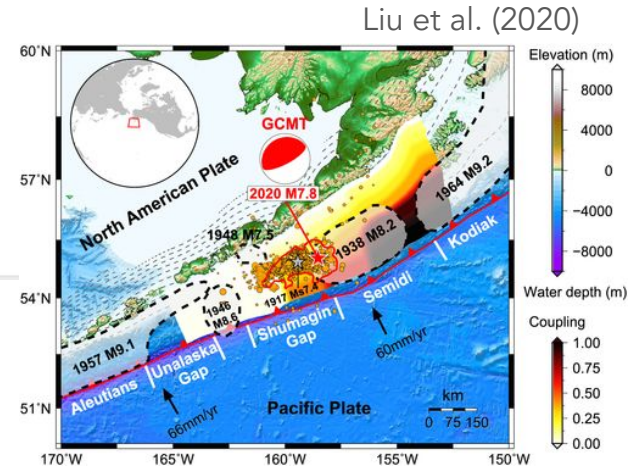 Liu et al. (2020)
60°N
57°N
54°N
51°N
170°W
165°W
160°W
155°W
150°W
North American Plate
GCMT
2020 M7.8
1948 M7.5
1938 M8.2
1964 M9.2
1946
M8.6
1917 Ms7.4
1957 M9.1
Kodiak
Semidi
Shumagin
Gap
Unalaska
Gap
Aleutians
60mm/yr
66mm/yr
Pacific Plate
km
0 75 150
Elevation (m)
8000
4000
0
−4000
−8000
Water depth (m)
Coupling
1.00
0.75
0.50
0.25
0.00